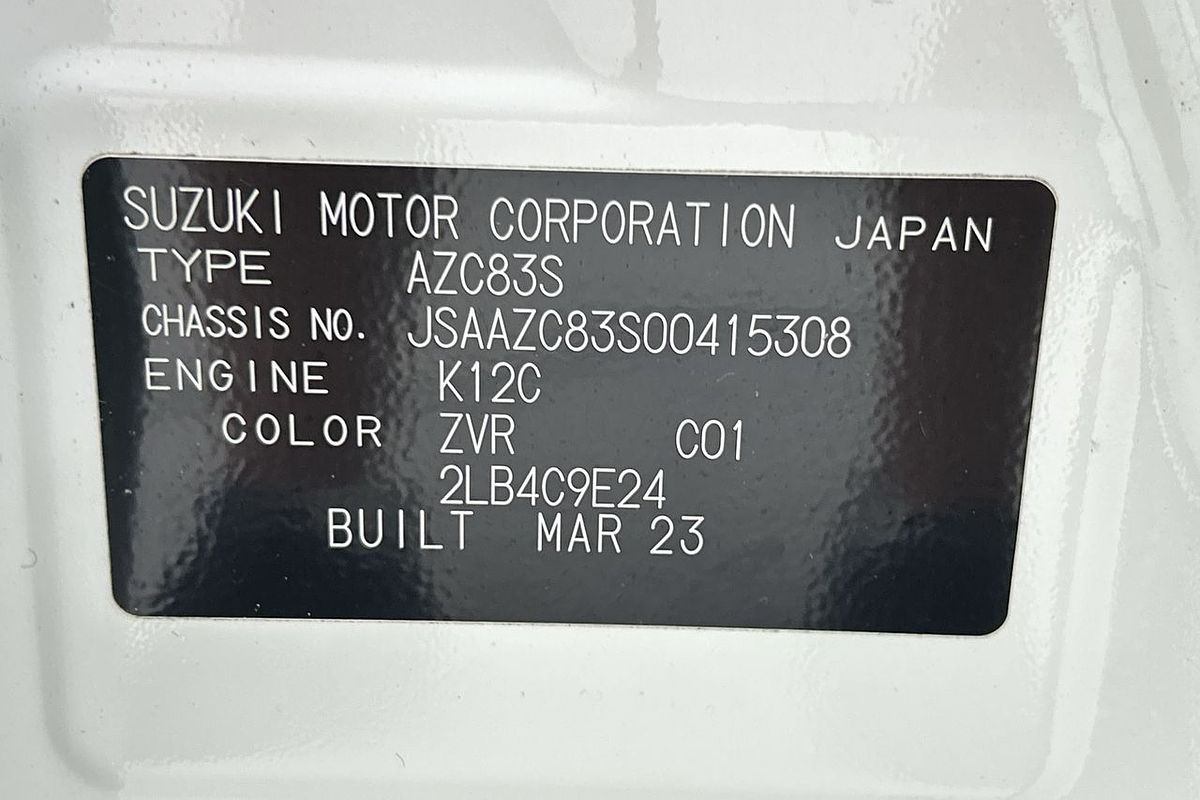 SUZUKI MOTOR CORPORATION JAPAN
TYPE AZC83S
CHASSIS NO. JSAAZC83S00415308
ENGINE K12C
COLOR ZVR C01
2LB4C9E24
BUILT MAR 23